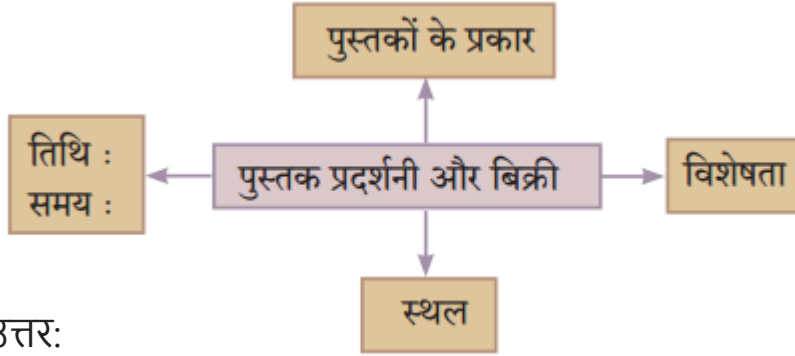 पुस्तकों के प्रकार
तिथि :
समय :
पुस्तक प्रदर्शनी और बिक्री
विशेषता
स्थल
उत्तर: